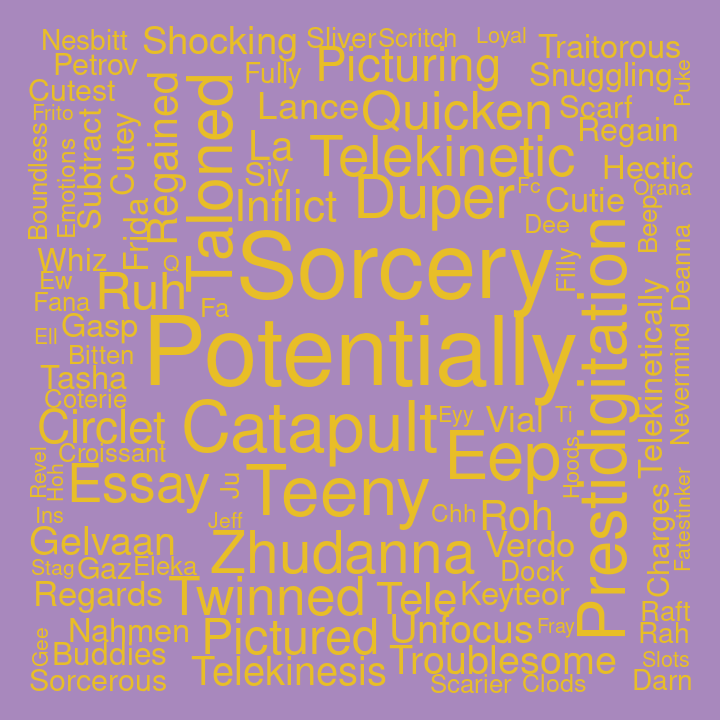 Nesbitt
Shocking
Sliver
Scritch
Loyal
Traitorous
Petrov
Fully
Picturing
Snuggling
Puke
Cutest
Lance
Quicken
Scarf
Frito
Regained
Taloned
Boundless
Emotions
Subtract
Cutey
La
Telekinetic
Regain
Hectic
Siv
Inflict
Duper
Fc
Cutie
Orana
Frida
Dee
Beep
Deanna
Whiz
Q
Sorcery
Filly
Prestidigitation
Ew
Ruh
Fana
Fa
Gasp
Ell
Potentially
Telekinetically
Nevermind
Bitten
Tasha
Coterie
Circlet
Catapult
Eyy
Vial
Ti
Croissant
Eep
Hoods
Revel
Hoh
Essay
Ju
Teeny
Charges
Fatestinker
Ins
Jeff
Chh
Roh
Gelvaan
Zhudanna
Verdo
Stag
Gaz
Eleka
Dock
Regards
Twinned
Tele
Keyteor
Raft
Nahmen
Pictured
Unfocus
Fray
Rah
Gee
Buddies
Telekinesis
Troublesome
Slots
Sorcerous
Scarier
Clods
Darn